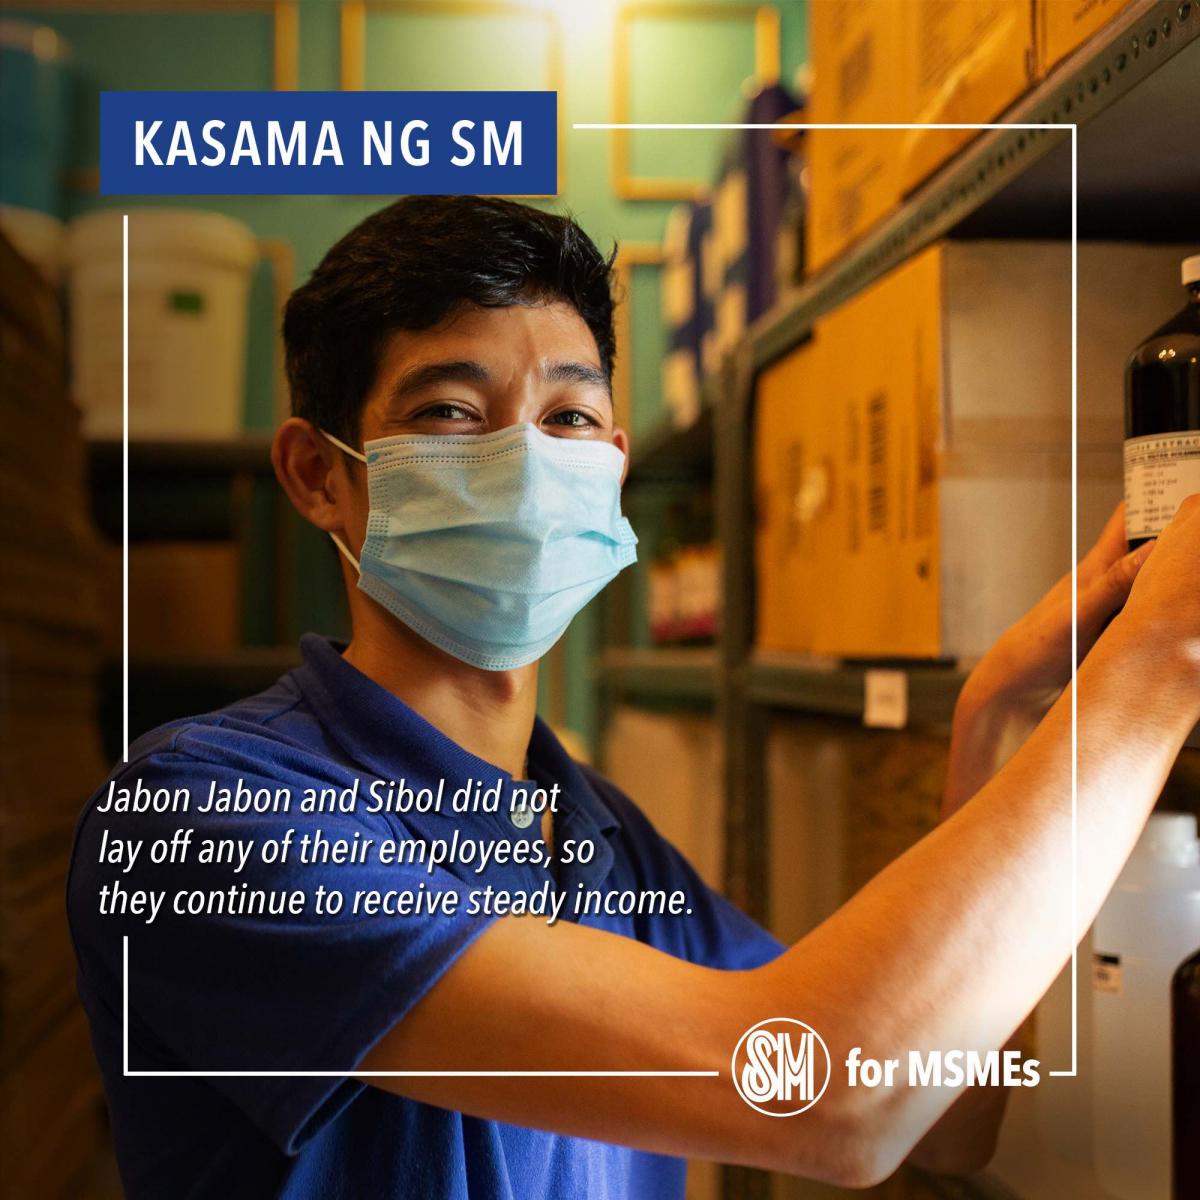 KASAMA NG SM
Jabon Jabon and Sibol did not
lay off any of their employees, so
they continue to receive steady income.
SM for MSMEs